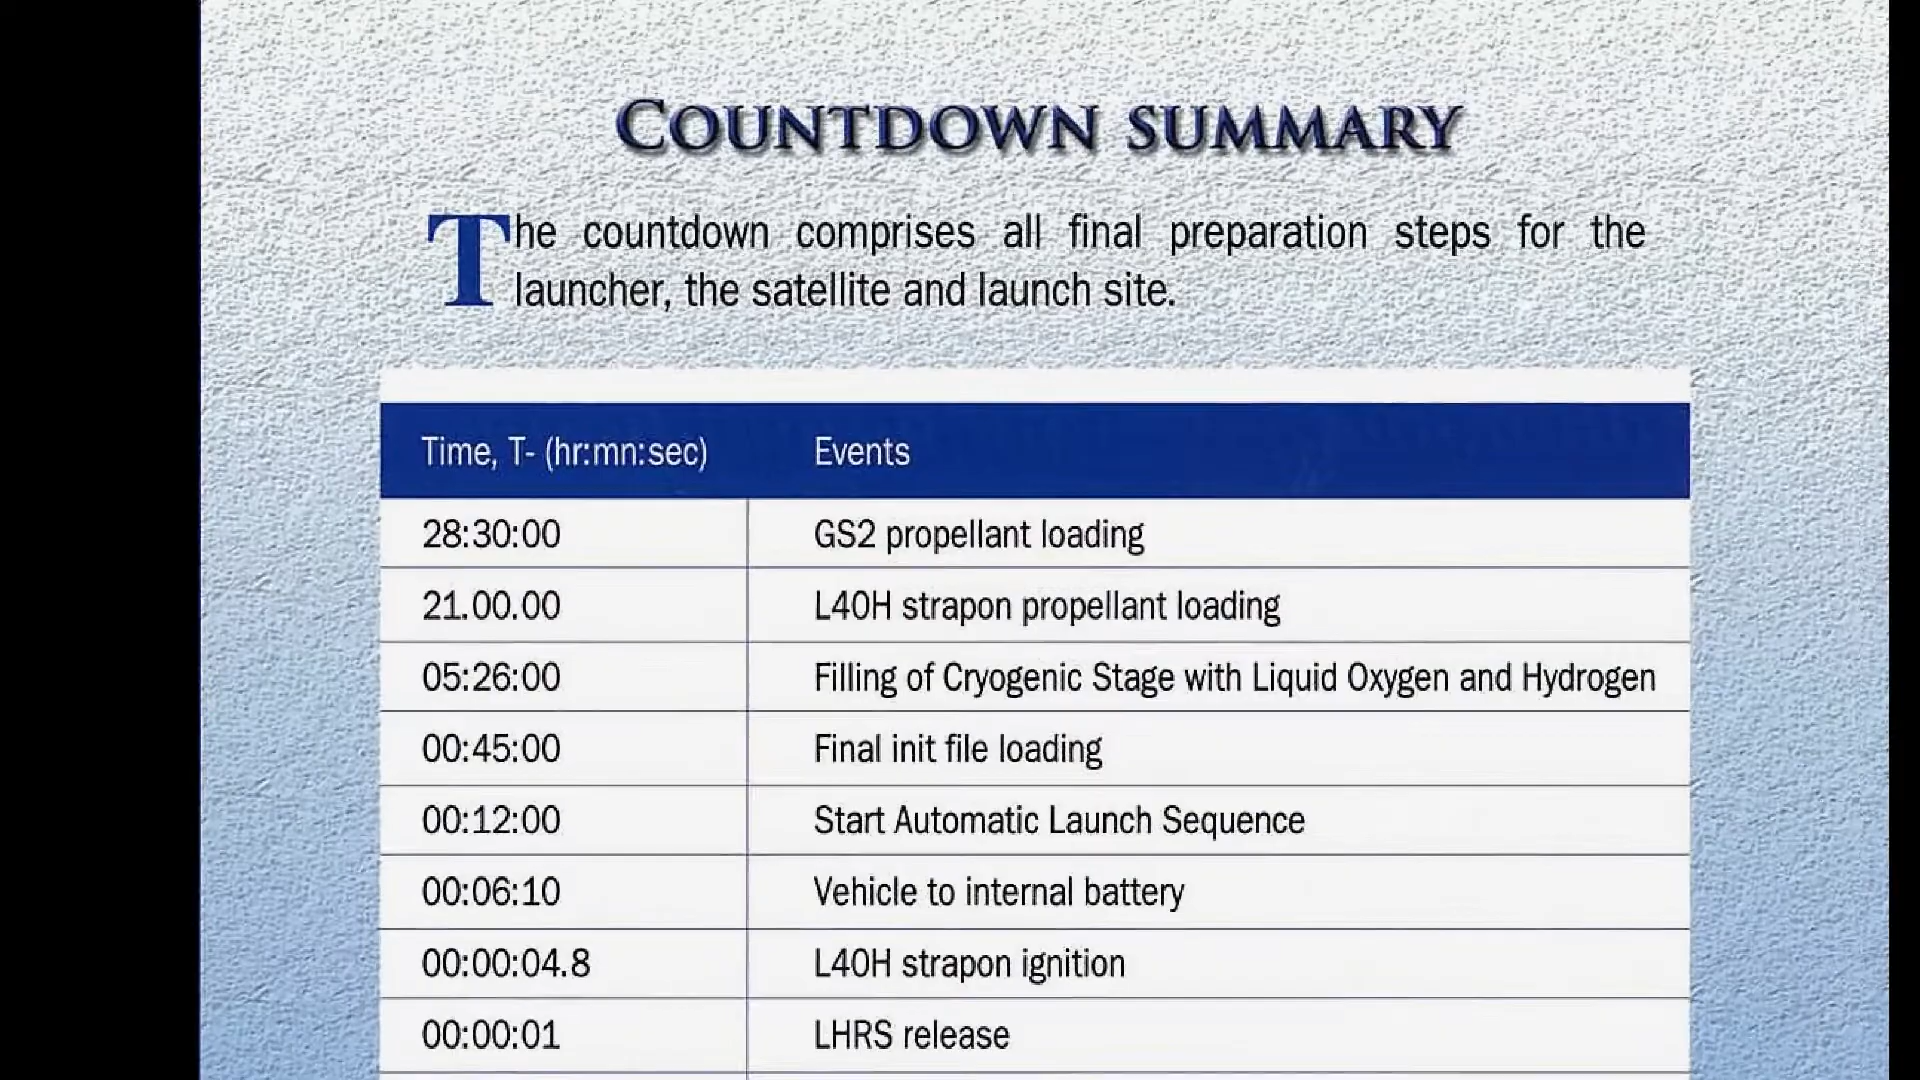 COUNTDOWN SUMMARY
The countdown comprises all final preparation steps for the
launcher, the satellite and launch site.
Time, T- (hr:mn:sec) Events
28:30:00 GS2 propellant loading
21.00.00 L40H strapon propellant loading
05:26:00 Filling of Cryogenic Stage with Liquid Oxygen and Hydrogen
00:45:00 Final init file loading
00:12:00 Start Automatic Launch Sequence
00:06:10 Vehicle to internal battery
00:00:04.8 L40H strapon ignition
00:00:01 LHRS release